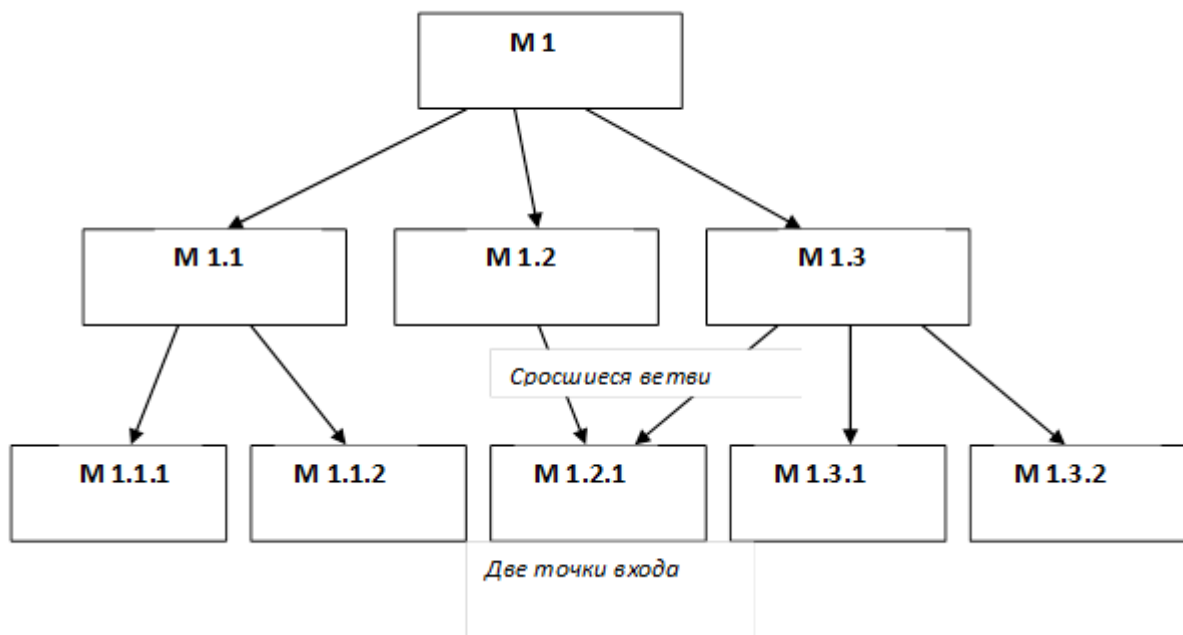 М 1
М 1.1
М 1.2
М 1.3
Сросшиеся ветви
М 1.1.1
М 1.1.2
М 1.2.1
М 1.3.1
М 1.3.2
Две точки входа